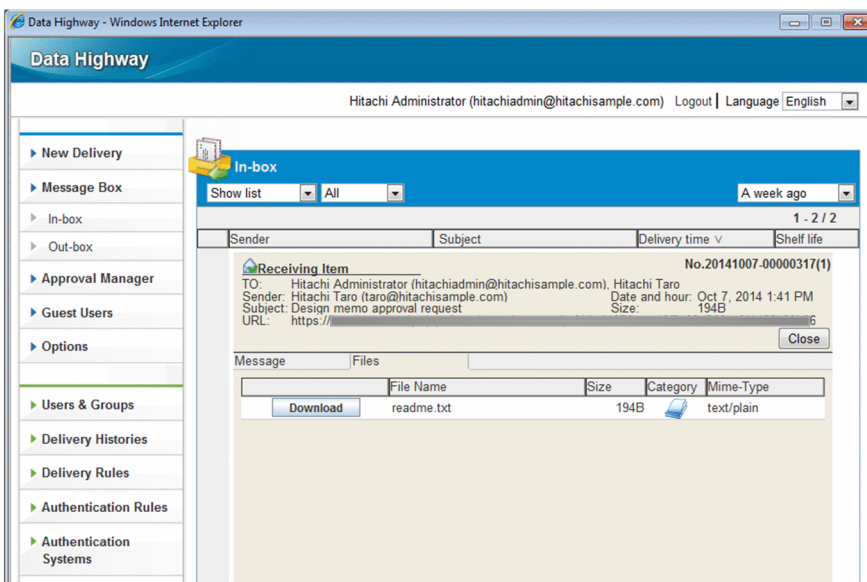 Data Highway - Windows Internet Explorer
Data Highway
Hitachi Administrator (hitachiadmin@hitachisample.com) Logout | Language English
New Delivery
Message Box
In-box
Out-box
Approval Manager
Guest Users
Options
Users & Groups
Delivery Histories
Delivery Rules
Authentication Rules
Authentication
Systems
In-box
Show list All A week ago
1 - 2 / 2
Sender Subject Delivery time ∨ Shelf life
Receiving Item No.20141007-00000317(1)
TO: Hitachi Administrator (hitachiadmin@hitachisample.com), Hitachi Taro
Sender: Hitachi Taro (taro@hitachisample.com) Date and hour: Oct 7, 2014 1:41 PM
Subject: Design memo approval request Size: 194B
URL: https:// 6
Close
Message Files
File Name Size Category Mime-Type
Download readme.txt 194B text/plain